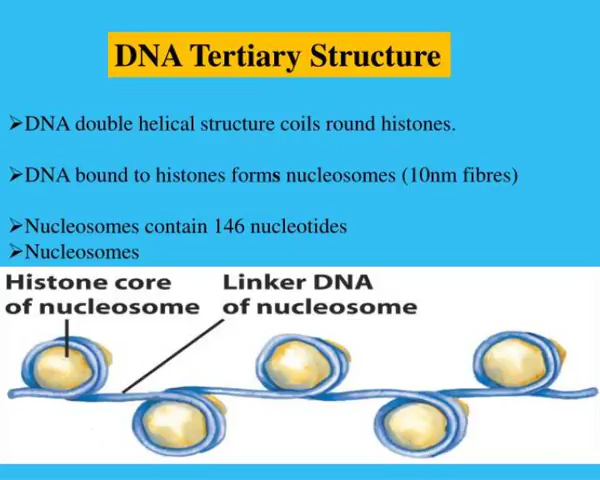 DNA Tertiary Structure
➢DNA double helical structure coils round histones.
➢DNA bound to histones forms nucleosomes (10nm fibres)
➢Nucleosomes contain 146 nucleotides
➢Nucleosomes
Histone core of nucleosome
Linker DNA of nucleosome